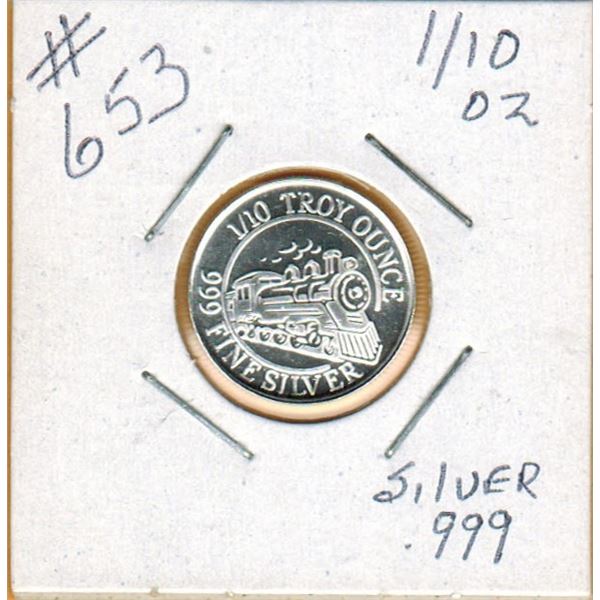 # 653
1/10
oz
1/10 TROY OUNCE
999 FINE SILVER
SILVER
.999